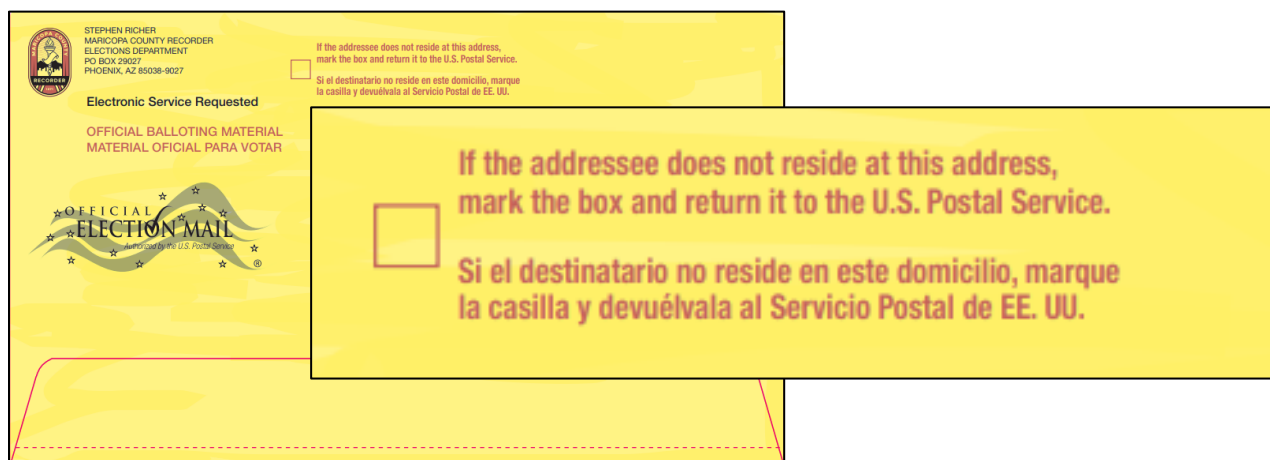 MARICOPA COUNTY
RECORDER
STEPHEN RICHER
MARICOPA COUNTY RECORDER
ELECTIONS DEPARTMENT
PO BOX 29027
PHOENIX, AZ 85038-9027
Electronic Service Requested
OFFICIAL BALLOTING MATERIAL
MATERIAL OFICIAL PARA VOTAR
If the addressee does not reside at this address,
mark the box and return it to the U.S. Postal Service.
Si el destinatario no reside en este domicilio, marque
la casilla y devuélvala al Servicio Postal de EE. UU.
OFFICIAL
ELECTION MAIL
Authorized by the U.S. Postal Service
®
If the addressee does not reside at this address,
mark the box and return it to the U.S. Postal Service.
Si el destinatario no reside en este domicilio, marque
la casilla y devuélvala al Servicio Postal de EE. UU.